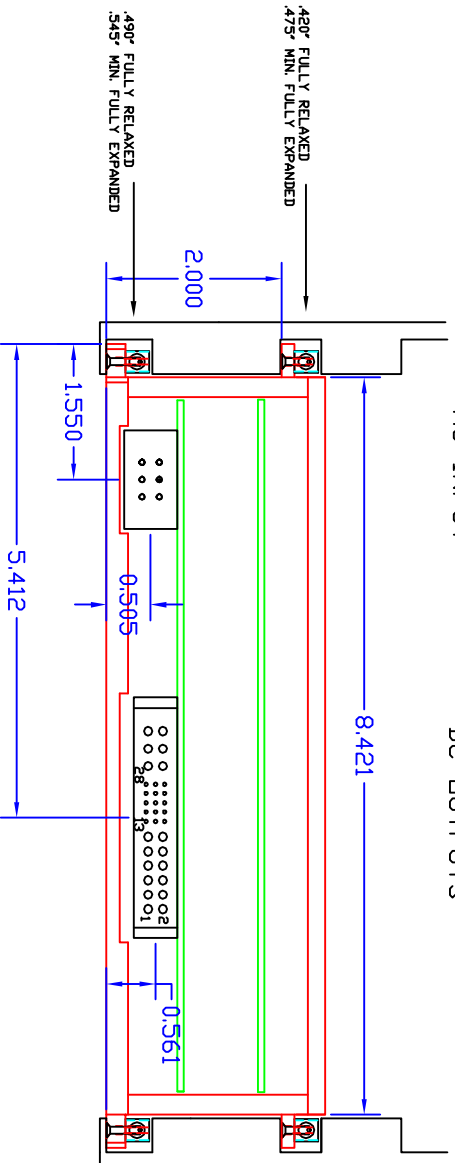 .420" FULLY RELAXED
.475" MIN. FULLY EXPANDED
.490" FULLY RELAXED
.545" MIN. FULLY EXPANDED
2.000
8.421
1.550
0.505
5.412
0.561
28
13
2
1